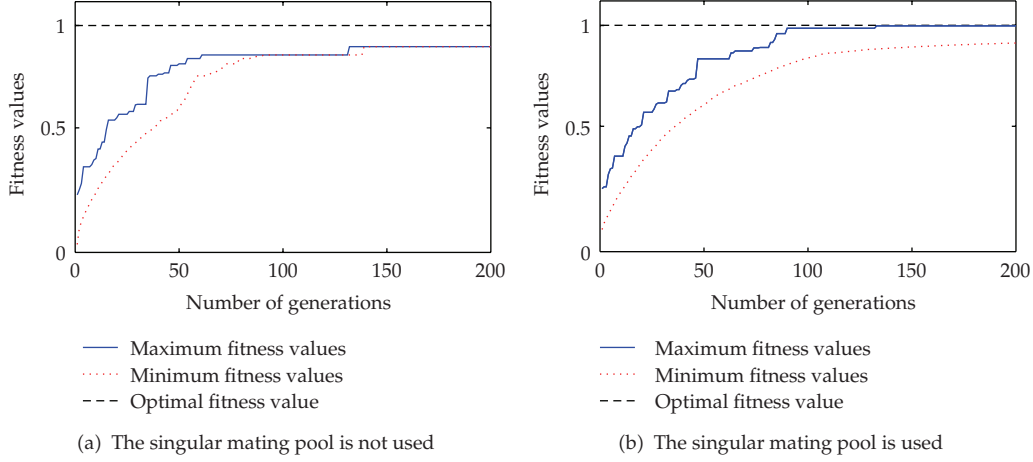 1
0.5
0
Fitness values
0
50
100
150
200
Number of generations
Maximum fitness values
Minimum fitness values
Optimal fitness value
(a) The singular mating pool is not used
1
0.5
0
Fitness values
0
50
100
150
200
Number of generations
Maximum fitness values
Minimum fitness values
Optimal fitness value
(b) The singular mating pool is used